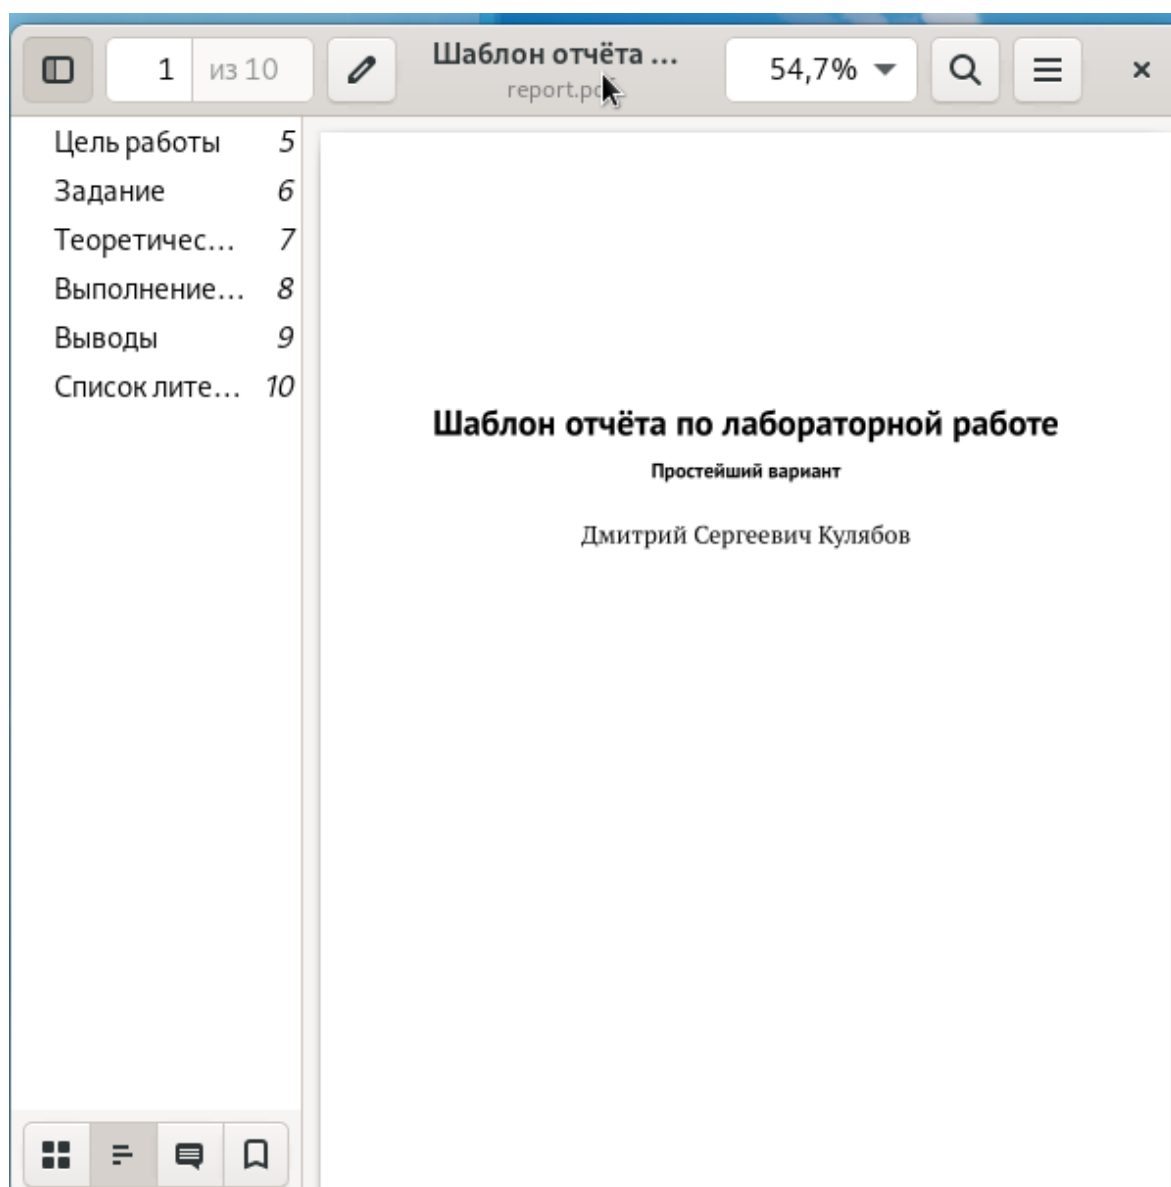 1 из 10 Шаблон отчёта ... 54,7%
report.pd
Цель работы 5
Задание 6
Теоретичес... 7
Выполнение... 8
Выводы 9
Список лите... 10
Шаблон отчёта по лабораторной работе
Простейший вариант
Дмитрий Сергеевич Кулябов